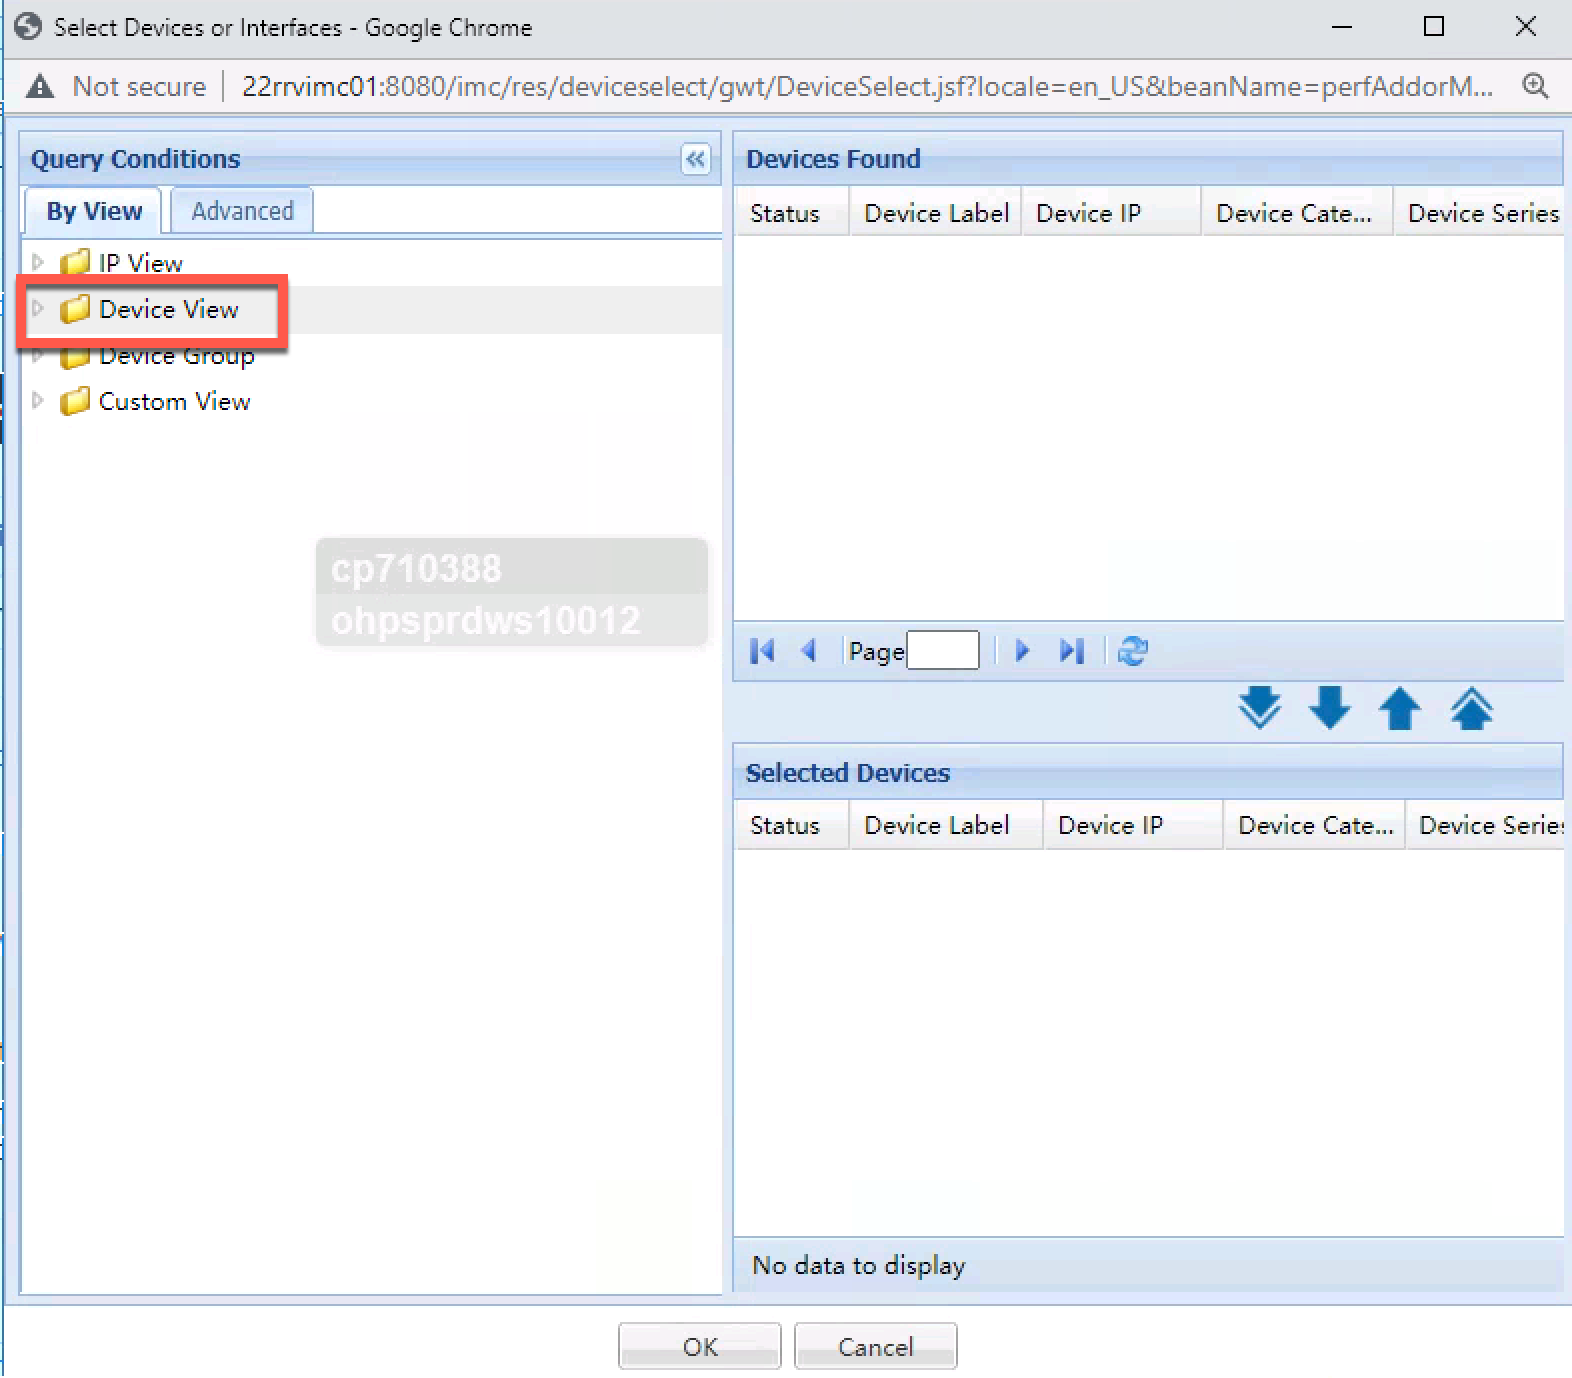 Select Devices or Interfaces - Google Chrome
Not secure | 22rrvimc01:8080/imc/res/deviceselect/gwt/DeviceSelect.jsf?locale=en_US&beanName=perfAddorM...
Query Conditions
By View Advanced
IP View
Device View
Device Group
Custom View
cp710388
ohpsprdws10012
Devices Found
Status Device Label Device IP Device Cate... Device Series
Page
Selected Devices
Status Device Label Device IP Device Cate... Device Series
No data to display
OK Cancel